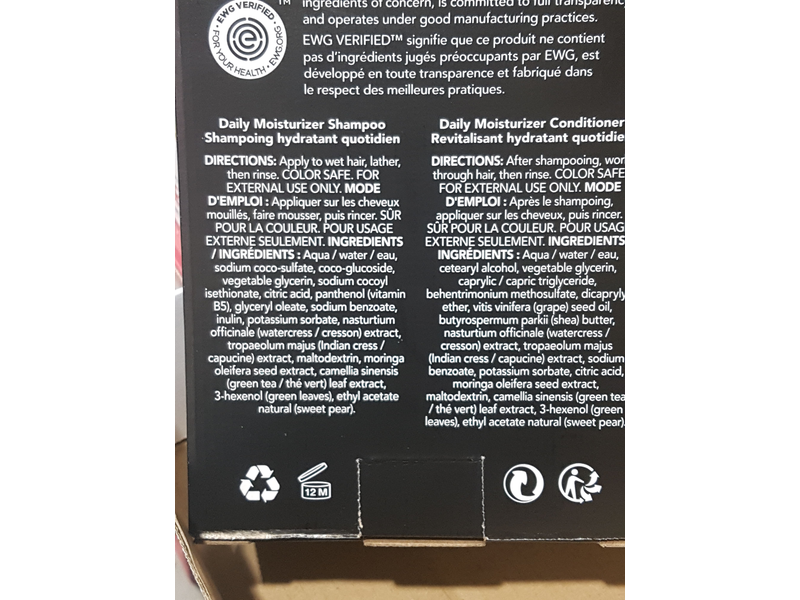 EWG VERIFIED
FOR YOUR HEALTH • EWG.ORG
TM
ingredients of concern, is committed to full
and operates under good manufacturing practices.
EWG VERIFIED™ signifie que ce produit ne contient
pas d'ingrédients jugés préoccupants par EWG, est
développé en toute transparence et fabriqué dans
le respect des meilleures pratiques.
Daily Moisturizer Shampoo
Shampoing hydratant quotidien
DIRECTIONS: Apply to wet hair, lather,
then rinse. COLOR SAFE. FOR
EXTERNAL USE ONLY. MODE
D'EMPLOI : Appliquer sur les cheveux
mouillés, faire mousser, puis rincer. SÛR
POUR LA COULEUR. POUR USAGE
EXTERNE SEULEMENT. INGREDIENTS
/ INGRÉDIENTS : Aqua / water / eau,
sodium coco-sulfate, coco-glucoside,
vegetable glycerin, sodium cocoyl
isethionate, citric acid, panthenol (vitamin
B5), glyceryl oleate, sodium benzoate,
inulin, potassium sorbate, nasturtium
officinale (watercress / cresson) extract,
tropaeolum majus (Indian cress /
capucine) extract, maltodextrin, moringa
oleifera seed extract, camellia sinensis
(green tea / thé vert) leaf extract,
3-hexenol (green leaves), ethyl acetate
natural (sweet pear).
Daily Moisturizer Conditioner
Revitalisant hydratant
DIRECTIONS: After shampooing,
through hair, then rinse. COLOR SAFE.
FOR EXTERNAL USE ONLY. MODE
D'EMPLOI : Après le shampoing,
appliquer sur les cheveux, puis rincer.
SÛR POUR LA COULEUR. POUR USAGE
EXTERNE SEULEMENT. INGREDIENTS
INGRÉDIENTS : Aqua / water / eau,
cetearyl alcohol, vegetable glycerin,
caprylic / capric triglyceride,
behentrimonium methosulfate,
ether, vitis vinifera (grape) seed oil,
butyrospermum parkii (shea) butter,
nasturtium officinale (watercress /
cresson) extract, tropaeolum majus
(Indian cress / capucine) extract, sodium
benzoate, potassium sorbate, citric acid,
moringa oleifera seed extract,
maltodextrin, camellia sinensis (green tea
/ thé vert) leaf extract, 3-hexenol (green
leaves), ethyl acetate natural (sweet pear).
12 M